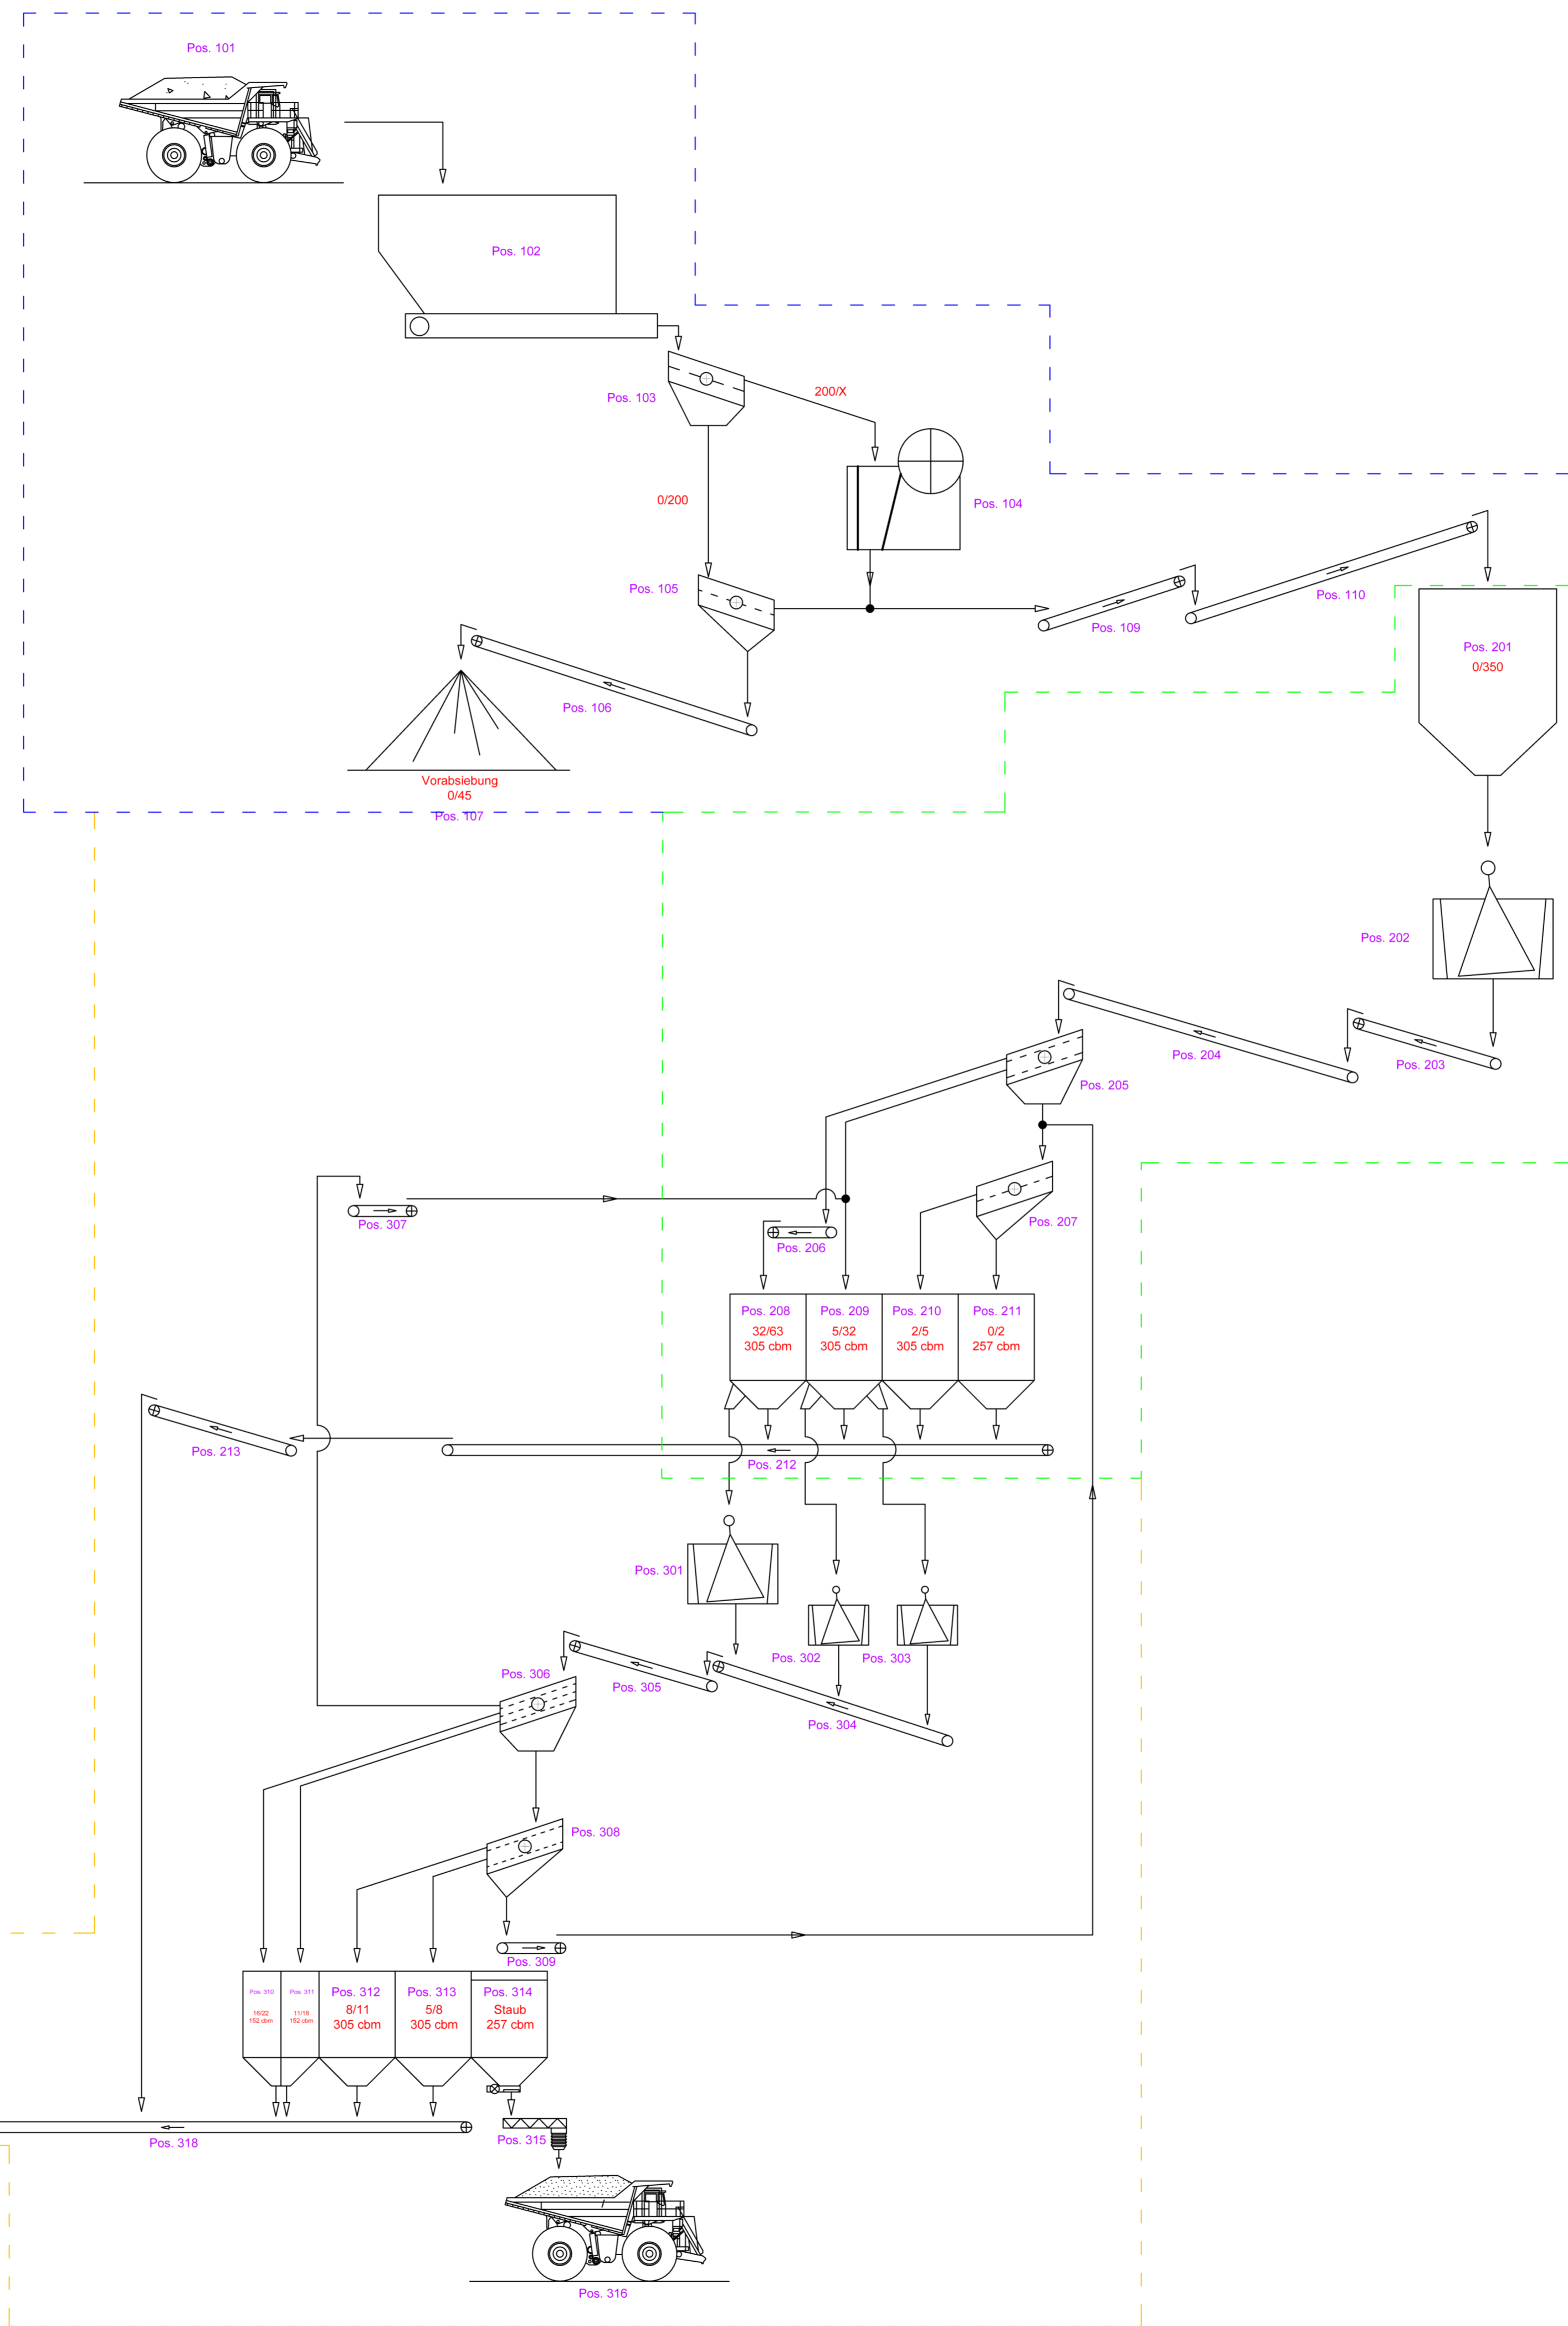 Pos. 101
Pos. 102
Pos. 103
200/X
0/200
Pos. 104
Pos. 105
Pos. 110
Pos. 109
Pos. 201
0/350
Pos. 106
Vorabsiebung
0/45
Pos. 107
Pos. 202
Pos. 204
Pos. 203
Pos. 205
Pos. 307
Pos. 207
Pos. 206
Pos. 208
32/63
305 cbm
Pos. 209
5/32
305 cbm
Pos. 210
2/5
305 cbm
Pos. 211
0/2
257 cbm
Pos. 213
Pos. 212
Pos. 301
Pos. 302
Pos. 303
Pos. 306
Pos. 305
Pos. 304
Pos. 308
Pos. 309
Pos. 310
16/22
152 cbm
Pos. 311
11/16
152 cbm
Pos. 312
8/11
305 cbm
Pos. 313
5/8
305 cbm
Pos. 314
Staub
257 cbm
Pos. 318
Pos. 315
Pos. 316